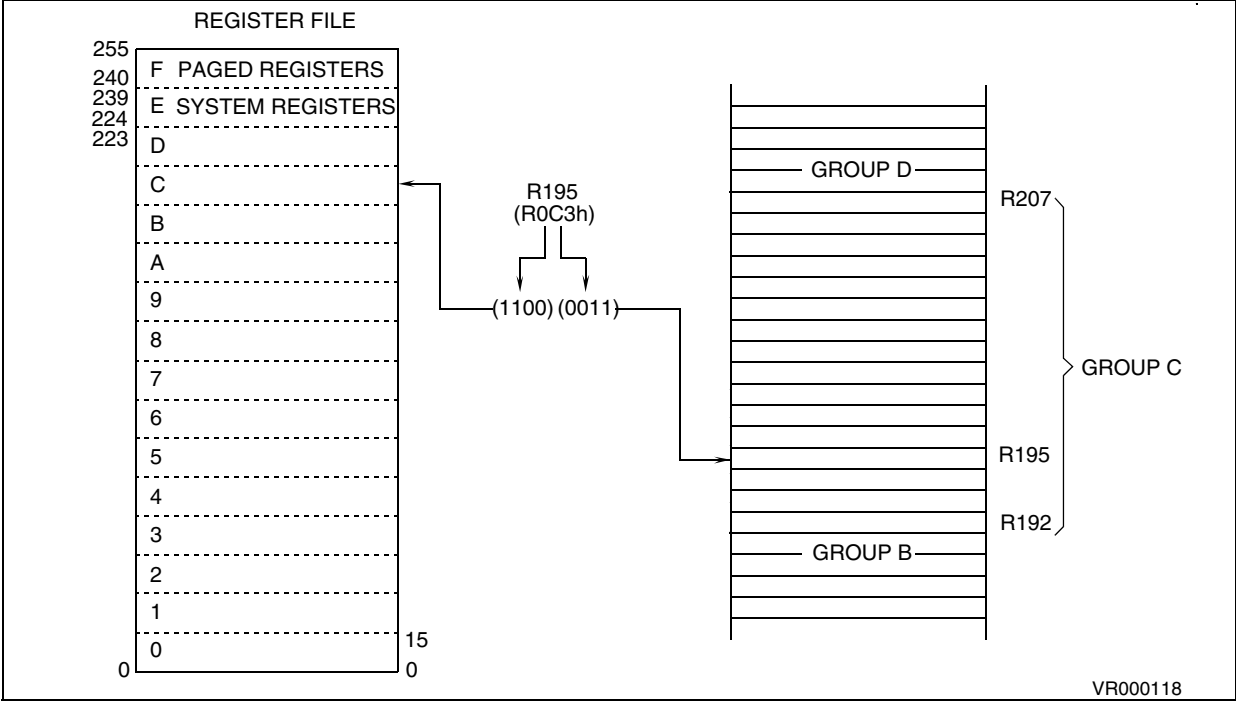 REGISTER FILE
255
240
239
224
223
F PAGED REGISTERS
E SYSTEM REGISTERS
D
C
B
A
9
8
7
6
5
4
3
2
1
0
15
0
0
R195
(R0C3h)
(1100) (0011)
GROUP D
R207
GROUP C
R195
R192
GROUP B
VR000118